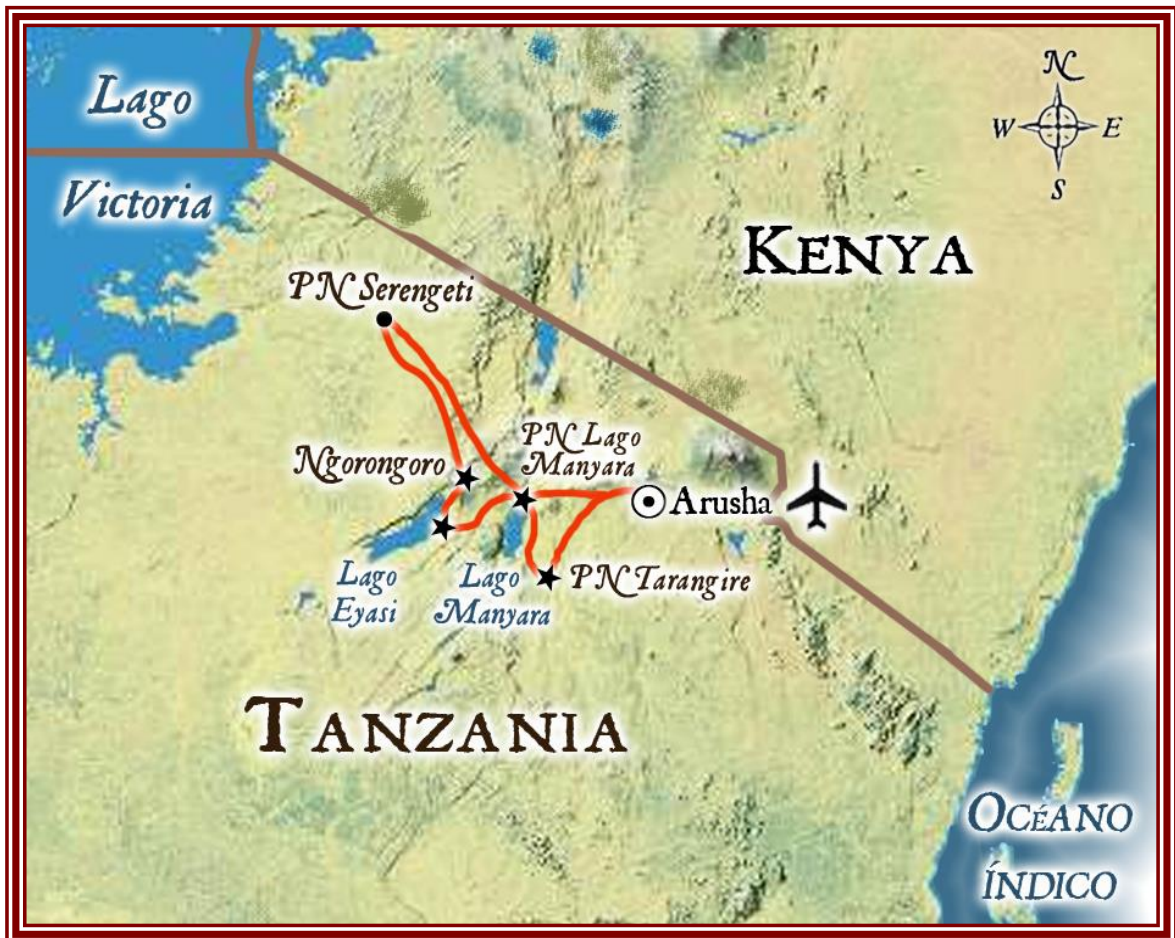 Lago
Victoria
N
W E
S
KENYA
PN Serengeti
Ngorongoro
PN Lago
Manyara
Arusha
Lago
Eyasi
Lago
Manyara
PN Tarangire
TANZANIA
OCÉANO
ÍNDICO